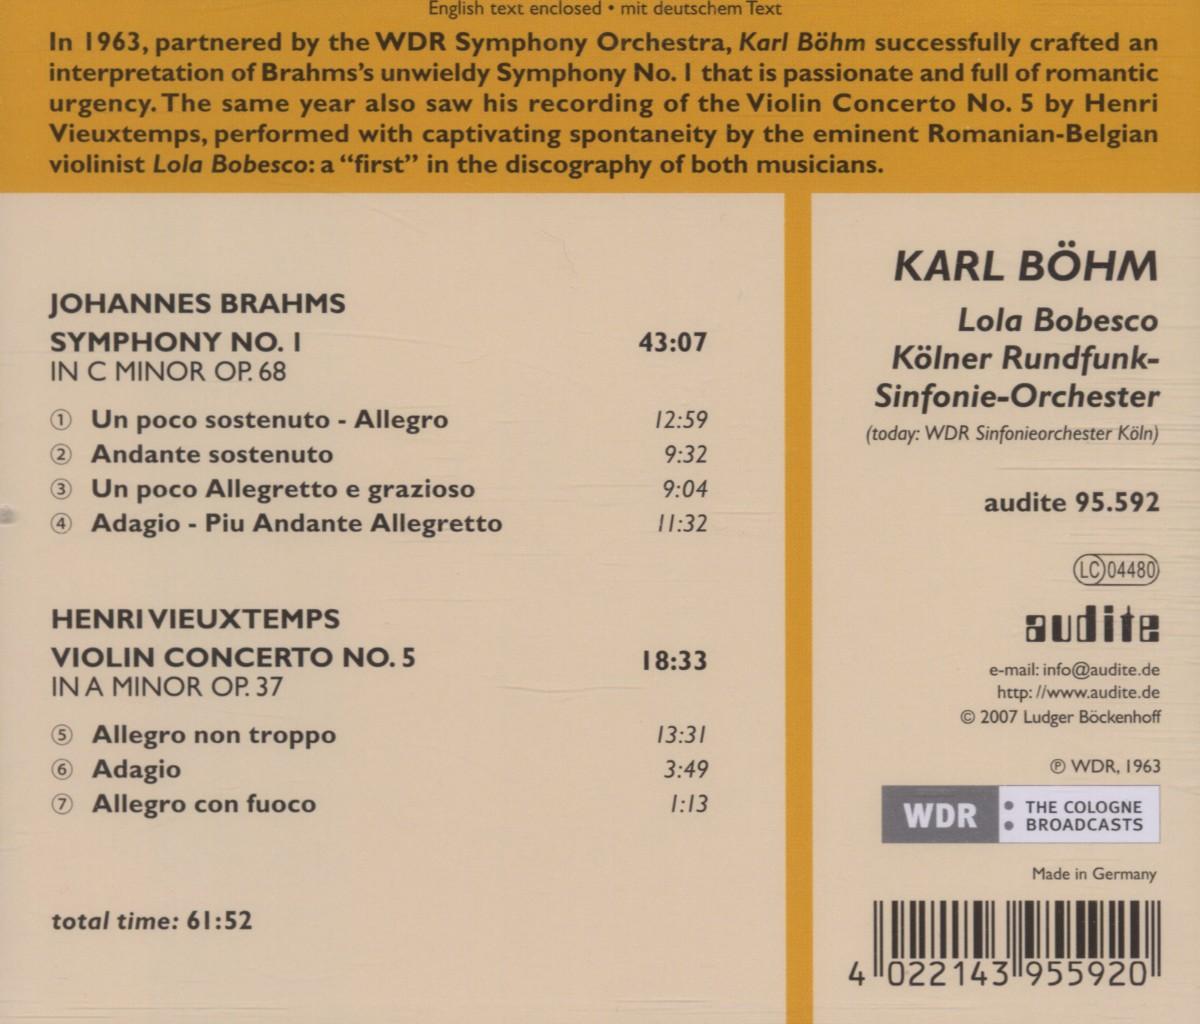 English text enclosed • mit deutschem Text
In 1963, partnered by the WDR Symphony Orchestra, Karl Böhm successfully crafted an
interpretation of Brahms's unwieldy Symphony No. 1 that is passionate and full of romantic
urgency. The same year also saw his recording of the Violin Concerto No. 5 by Henri
Vieuxtemps, performed with captivating spontaneity by the eminent Romanian-Belgian
violinist Lola Bobesco: a “first” in the discography of both musicians.
JOHANNES BRAHMS
SYMPHONY NO. 1 43:07
IN C MINOR OP. 68
① Un poco sostenuto - Allegro 12:59
② Andante sostenuto 9:32
③ Un poco Allegretto e grazioso 9:04
④ Adagio - Piu Andante Allegretto 11:32
HENRI VIEUXTEMPS
VIOLIN CONCERTO NO. 5 18:33
IN A MINOR OP. 37
⑤ Allegro non troppo 13:31
⑥ Adagio 3:49
⑦ Allegro con fuoco 1:13
total time: 61:52
KARL BÖHM
Lola Bobesco
Kölner Rundfunk-
Sinfonie-Orchester
(today: WDR Sinfonieorchester Köln)
audite 95.592
LC 04480
audite
e-mail: info@audite.de
http: //www.audite.de
© 2007 Ludger Böckenhoff
℗ WDR, 1963
WDR : THE COLOGNE
BROADCASTS
Made in Germany
4 022143 955920